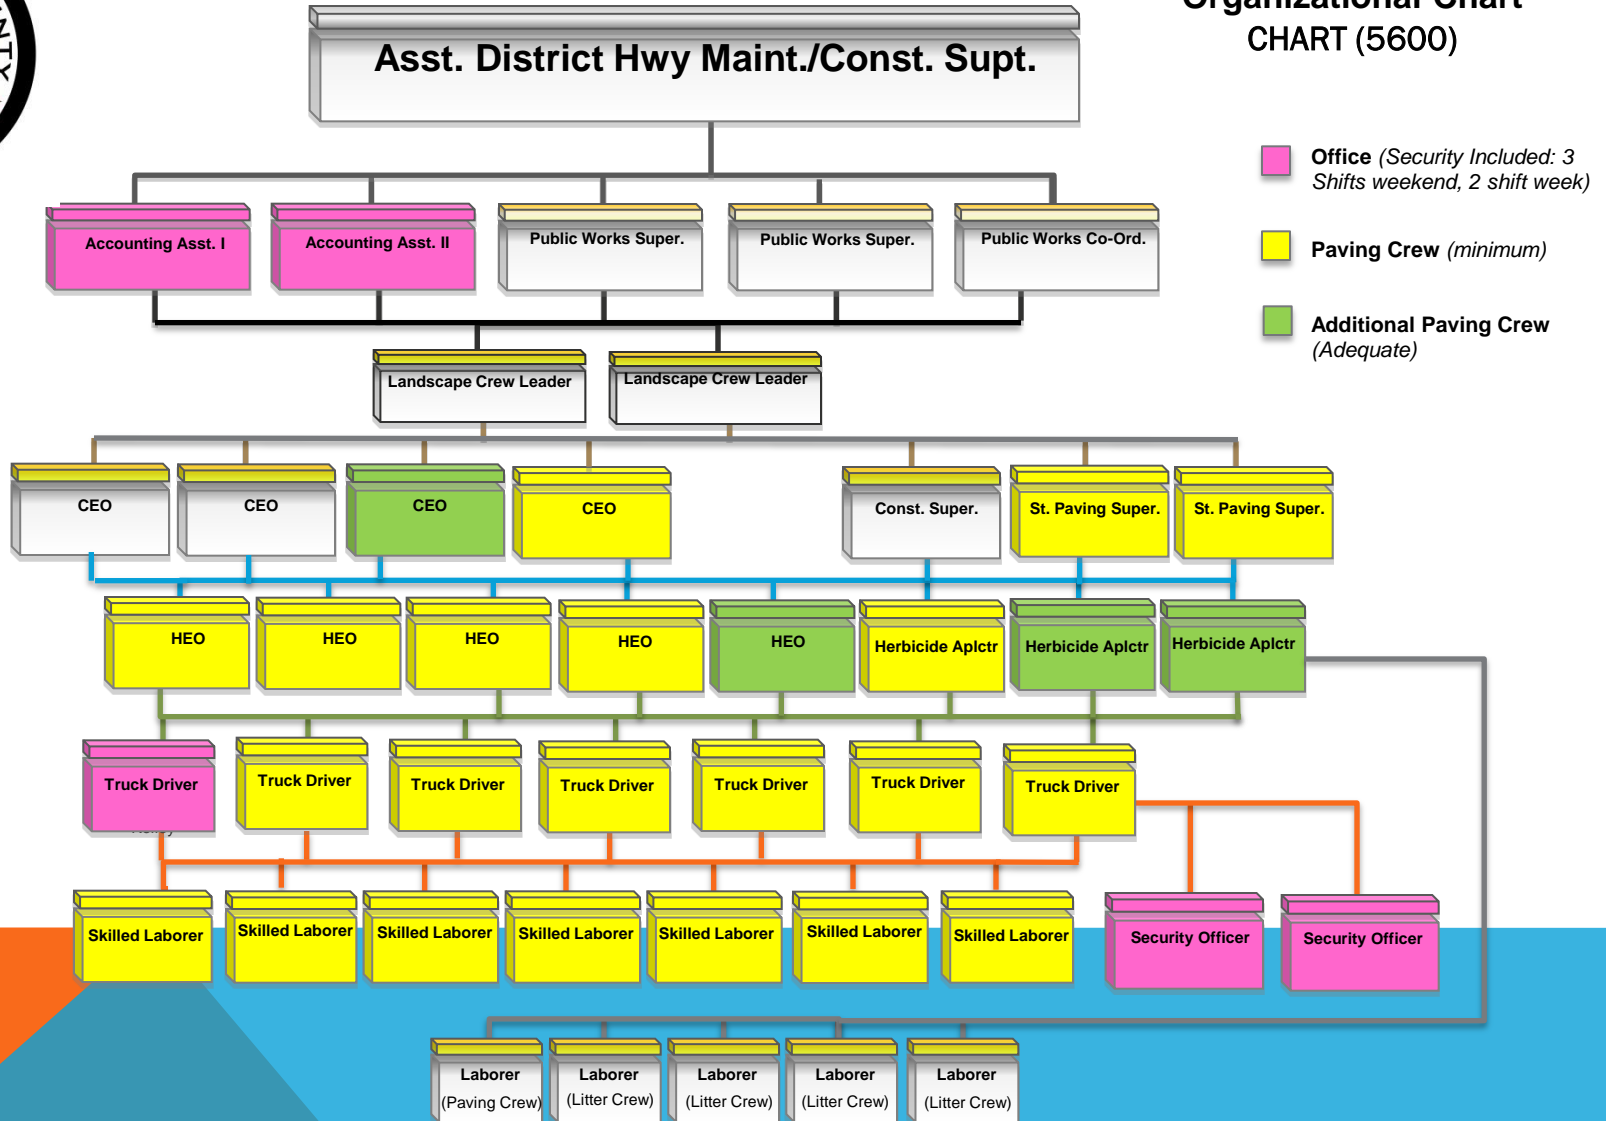 Organizational Chart
CHART (5600)
Asst. District Hwy Maint./Const. Supt.
Office (Security Included: 3
Shifts weekend, 2 shift week)
Paving Crew (minimum)
Additional Paving Crew
(Adequate)
Accounting Asst. I
Accounting Asst. II
Public Works Super.
Public Works Super.
Public Works Co-Ord.
Landscape Crew Leader
Landscape Crew Leader
CEO
CEO
CEO
CEO
Const. Super.
St. Paving Super.
St. Paving Super.
HEO
HEO
HEO
HEO
HEO
Herbicide Aplctr
Herbicide Aplctr
Herbicide Aplctr
Truck Driver
Truck Driver
Truck Driver
Truck Driver
Truck Driver
Truck Driver
Truck Driver
Skilled Laborer
Skilled Laborer
Skilled Laborer
Skilled Laborer
Skilled Laborer
Skilled Laborer
Skilled Laborer
Security Officer
Security Officer
Laborer
(Paving Crew)
Laborer
(Litter Crew)
Laborer
(Litter Crew)
Laborer
(Litter Crew)
Laborer
(Litter Crew)